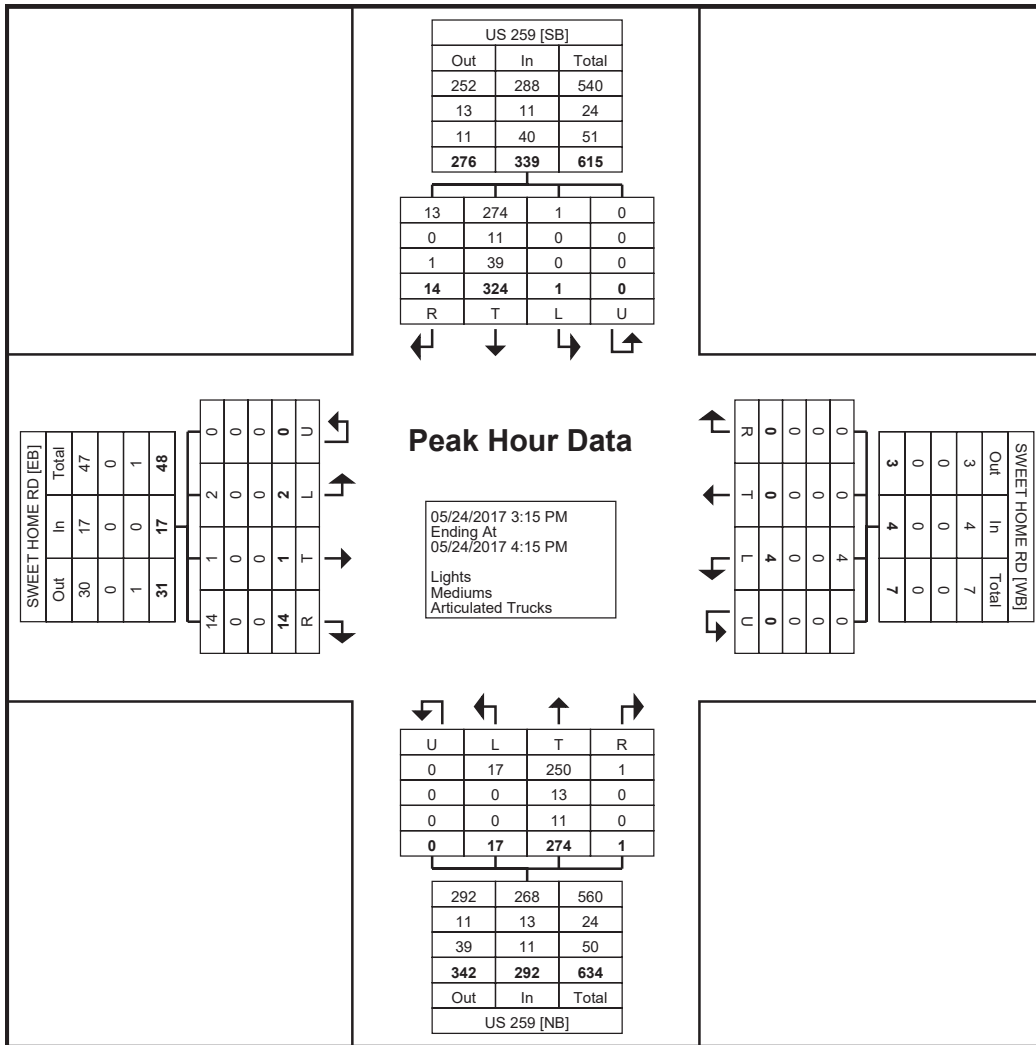 US 259 [SB]
Out In Total
252 288 540
13 11 24
11 40 51
276 339 615
13 274 1 0
0 11 0 0
1 39 0 0
14 324 1 0
R T L U
SWEET HOME RD [EB]
Total In Out
47 17 30
0 0 0
1 0 1
48 17 31
0 2 1 14
0 0 0 0
0 0 0 0
0 2 1 14
U L T R
Peak Hour Data
05/24/2017 3:15 PM
Ending At
05/24/2017 4:15 PM
Lights
Mediums
Articulated Trucks
R T L U
0 0 4 0
0 0 0 0
0 0 0 0
0 0 4 0
SWEET HOME RD [WB]
Out In Total
3 4 7
0 0 0
0 0 0
3 4 7
U L T R
0 17 250 1
0 0 13 0
0 0 11 0
0 17 274 1
292 268 560
11 13 24
39 11 50
342 292 634
Out In Total
US 259 [NB]